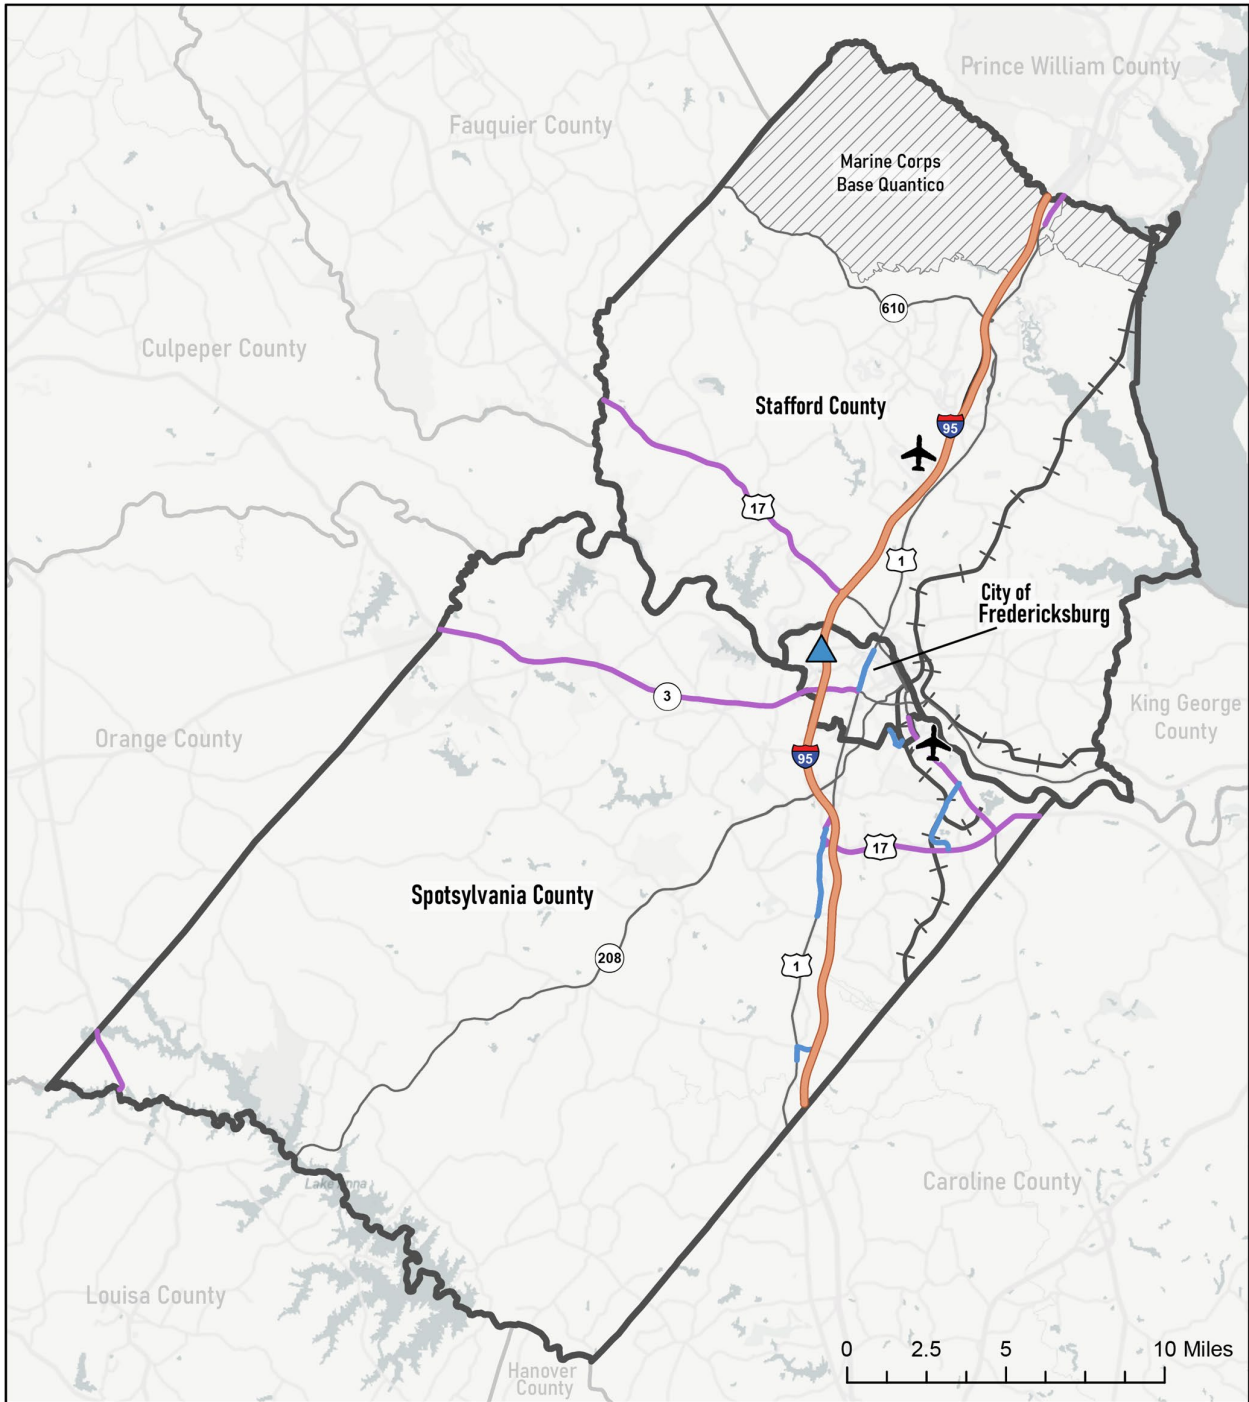 Prince William County
Fauquier County
Marine Corps
Base Quantico
610
Culpeper County
Stafford County
95
17
1
City of
Fredericksburg
3
King George
County
Orange County
95
17
Spotsylvania County
208
1
Lake Anna
Caroline County
Louisa County
0 2.5 5 10 Miles
Hanover
County